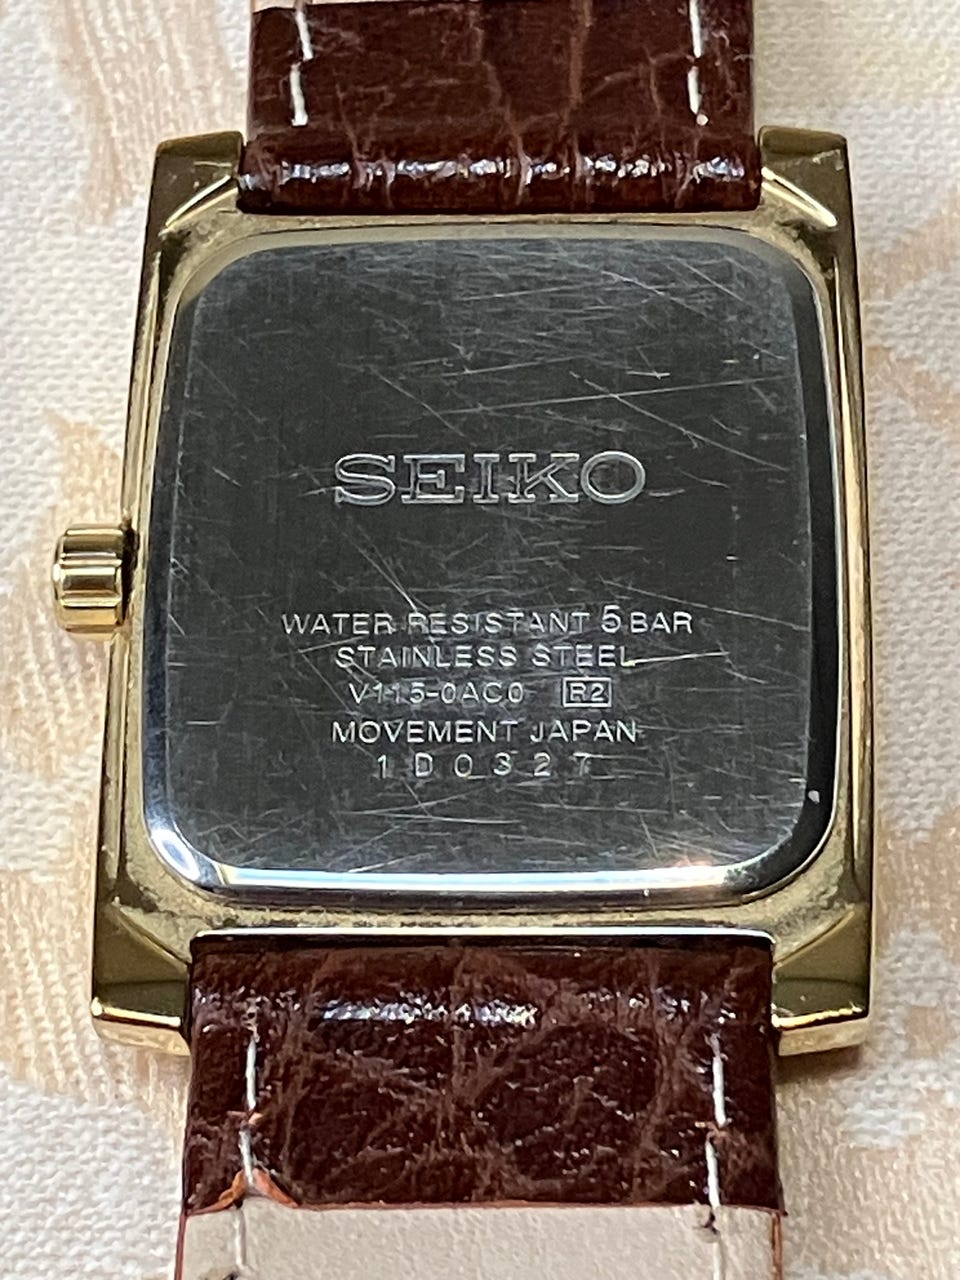 SEIKO
WATER RESISTANT 5 BAR
STAINLESS STEEL
V115-0AC0 R2
MOVEMENT JAPAN
1D0327